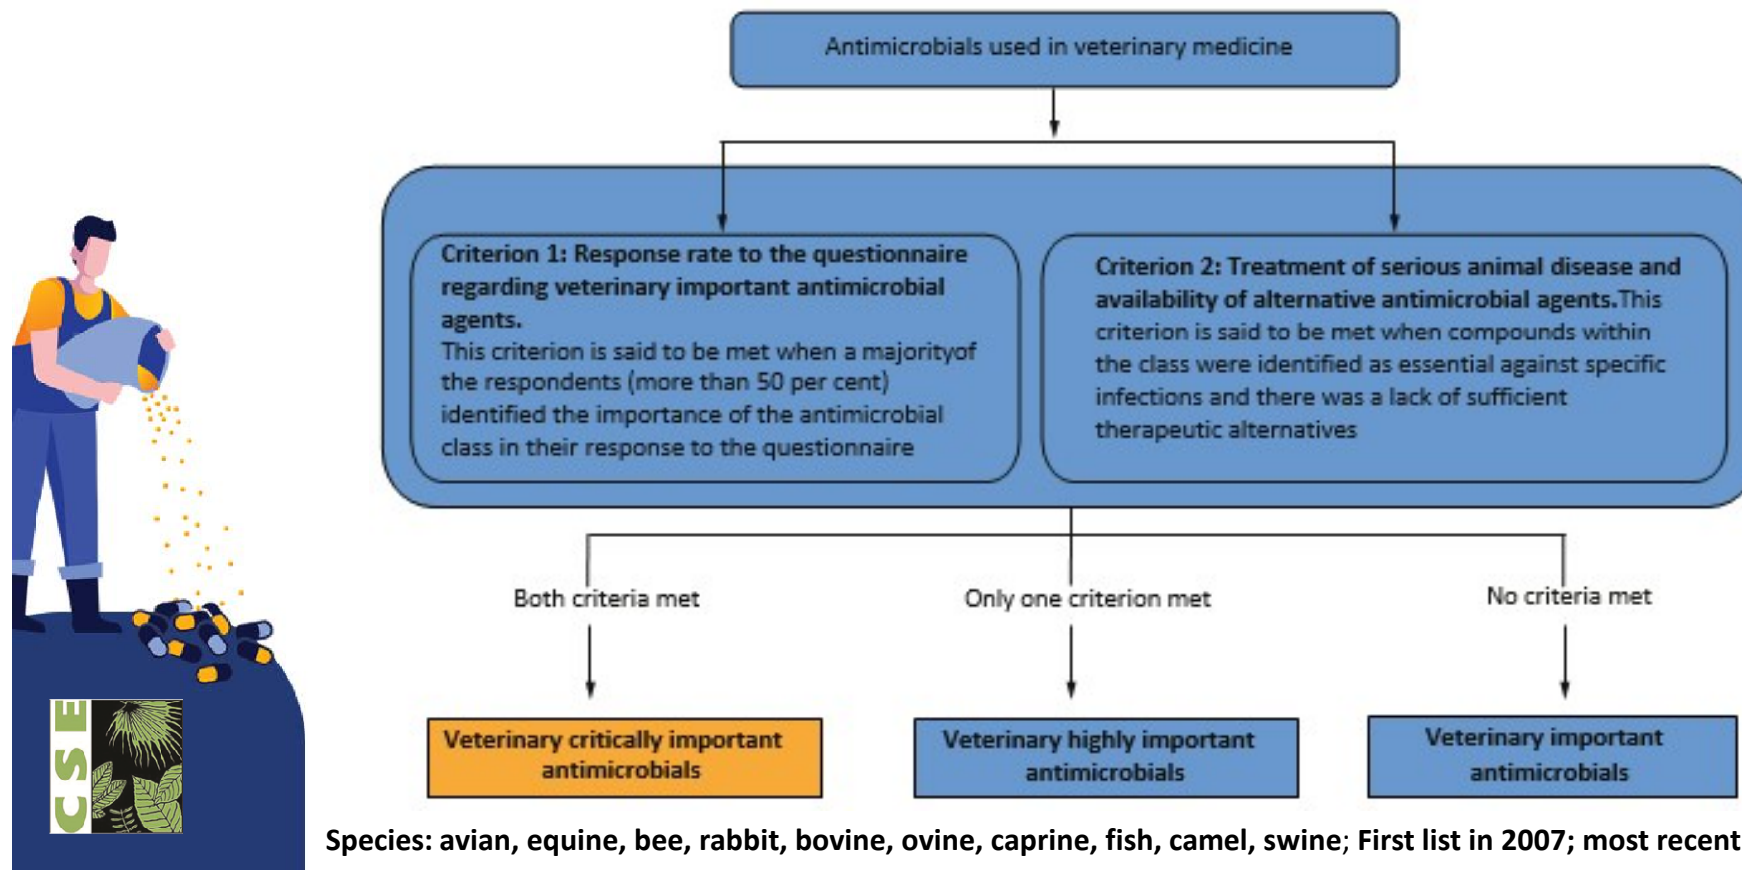 Antimicrobials used in veterinary medicine
Criterion 1: Response rate to the questionnaire
regarding veterinary important antimicrobial
agents.
This criterion is said to be met when a majorityof
the respondents (more than 50 per cent)
identified the importance of the antimicrobial
class in their response to the questionnaire
Criterion 2: Treatment of serious animal disease and
availability of alternative antimicrobial agents.This
criterion is said to be met when compounds within
the class were identified as essential against specific
infections and there was a lack of sufficient
therapeutic alternatives
Both criteria met
Only one criterion met
No criteria met
Veterinary critically important
antimicrobials
Veterinary highly important
antimicrobials
Veterinary important
antimicrobials
CSE
Species: avian, equine, bee, rabbit, bovine, ovine, caprine, fish, camel, swine; First list in 2007; most recent